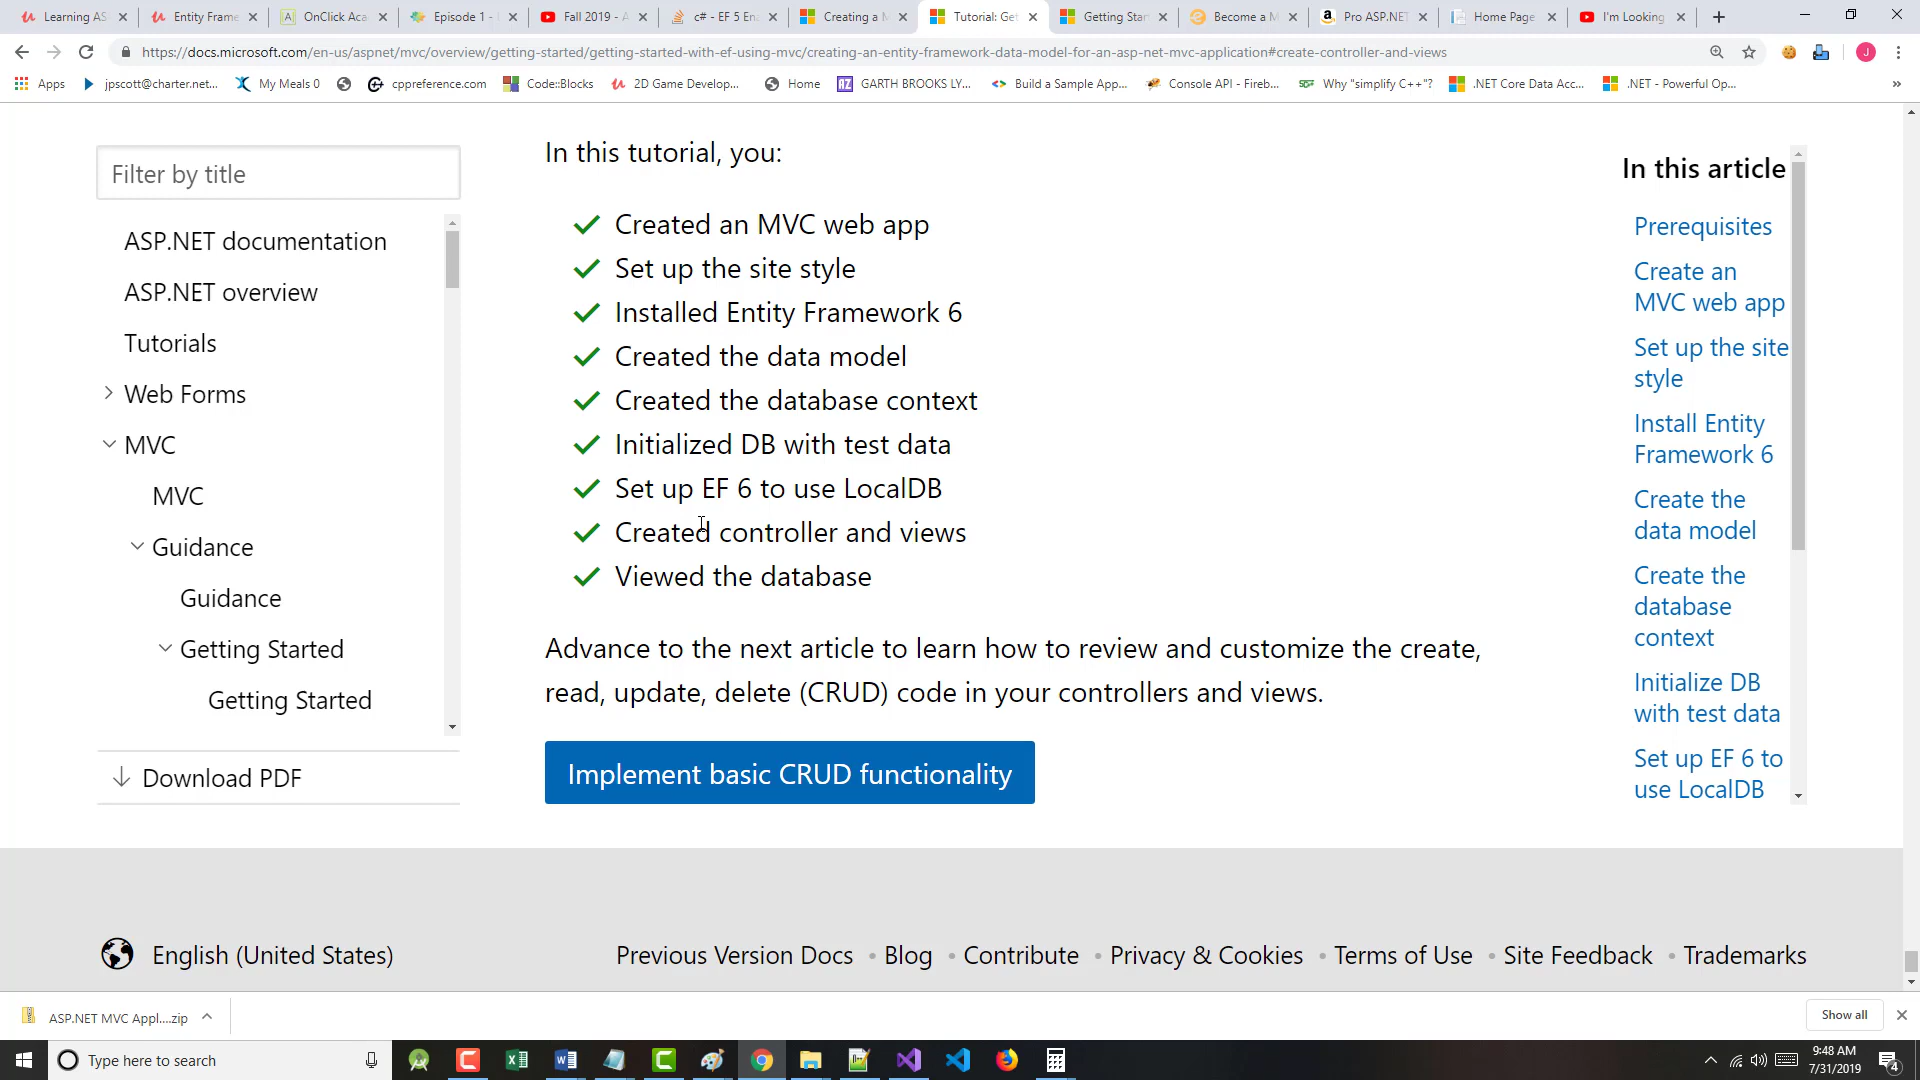 Learning AS
Entity Frame
OnClick Aca
Episode 1 -
Fall 2019 - A
c# - EF 5 En
Creating a M
Tutorial: Get
Getting Star
Become a M
Pro ASP.NET
Home Page
I'm Looking
https://docs.microsoft.com/en-us/aspnet/mvc/overview/getting-started/getting-started-with-ef-using-mvc/creating-an-entity-framework-data-model-for-an-asp-net-mvc-application#create-controller-and-views
J
Apps
jpscott@charter.net...
My Meals 0
cppreference.com
Code::Blocks
2D Game Develop...
Home
AZ GARTH BROOKS LY...
Build a Sample App...
Console API - Fireb...
Why "simplify C++"?
.NET Core Data Acc...
.NET - Powerful Op...
»
Filter by title
ASP.NET documentation
ASP.NET overview
Tutorials
Web Forms
MVC
MVC
Guidance
Guidance
Getting Started
Getting Started
Download PDF
In this tutorial, you:
Created an MVC web app
Set up the site style
Installed Entity Framework 6
Created the data model
Created the database context
Initialized DB with test data
Set up EF 6 to use LocalDB
Created controller and views
Viewed the database
Advance to the next article to learn how to review and customize the create,
read, update, delete (CRUD) code in your controllers and views.
Implement basic CRUD functionality
In this article
Prerequisites
Create an
MVC web app
Set up the site
style
Install Entity
Framework 6
Create the
data model
Create the
database
context
Initialize DB
with test data
Set up EF 6 to
use LocalDB
English (United States)
Previous Version Docs • Blog • Contribute • Privacy & Cookies • Terms of Use • Site Feedback • Trademarks
ASP.NET MVC Appl....zip
Show all
Type here to search
9:48 AM
7/31/2019
4